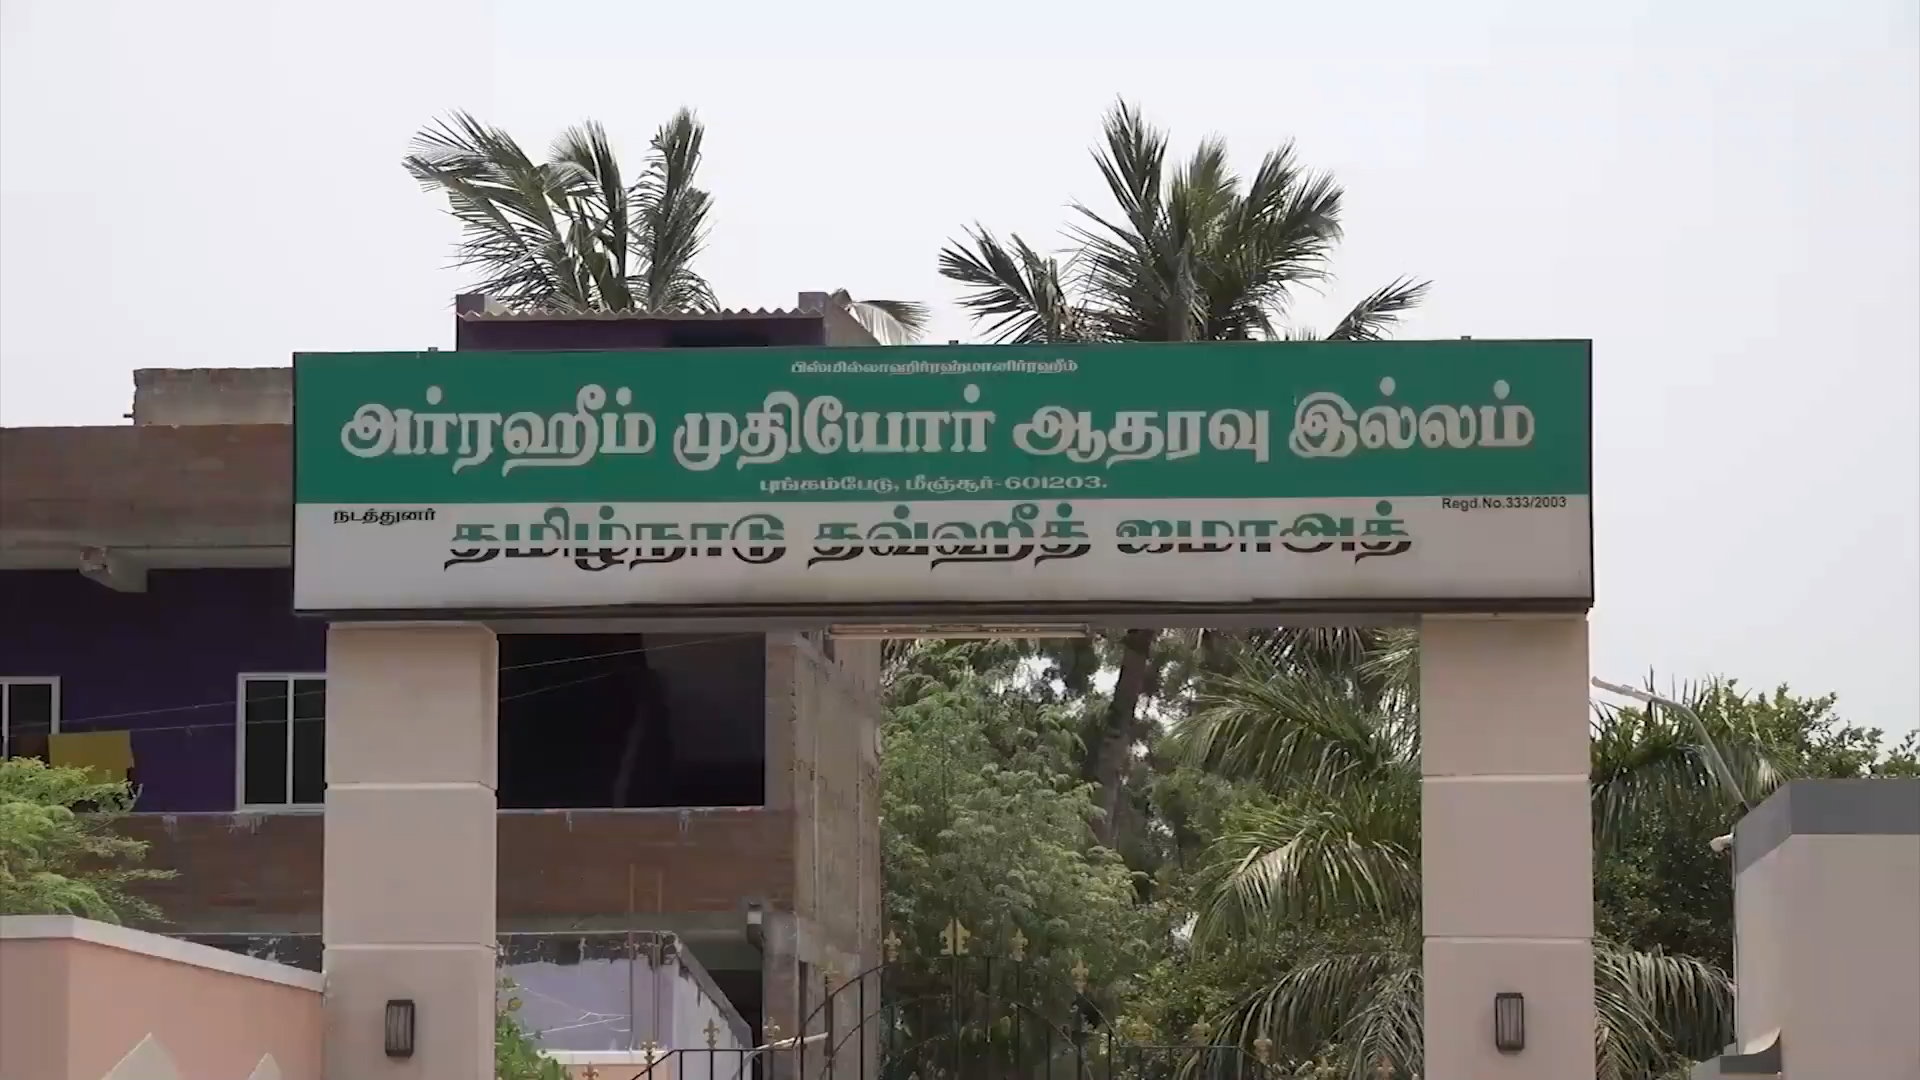 பிஸ்மில்லாஹிர்ரஹ்மானிர்ரஹீம்
அர்ரஹீம் முதியோர் ஆதரவு இல்லம்
புங்கம்பேடு, மீஞ்சூர்-601203.
Regd.No.333/2003
நடத்துனர் தமிழ்நாடு தவ்ஹீத் ஜமாஅத்